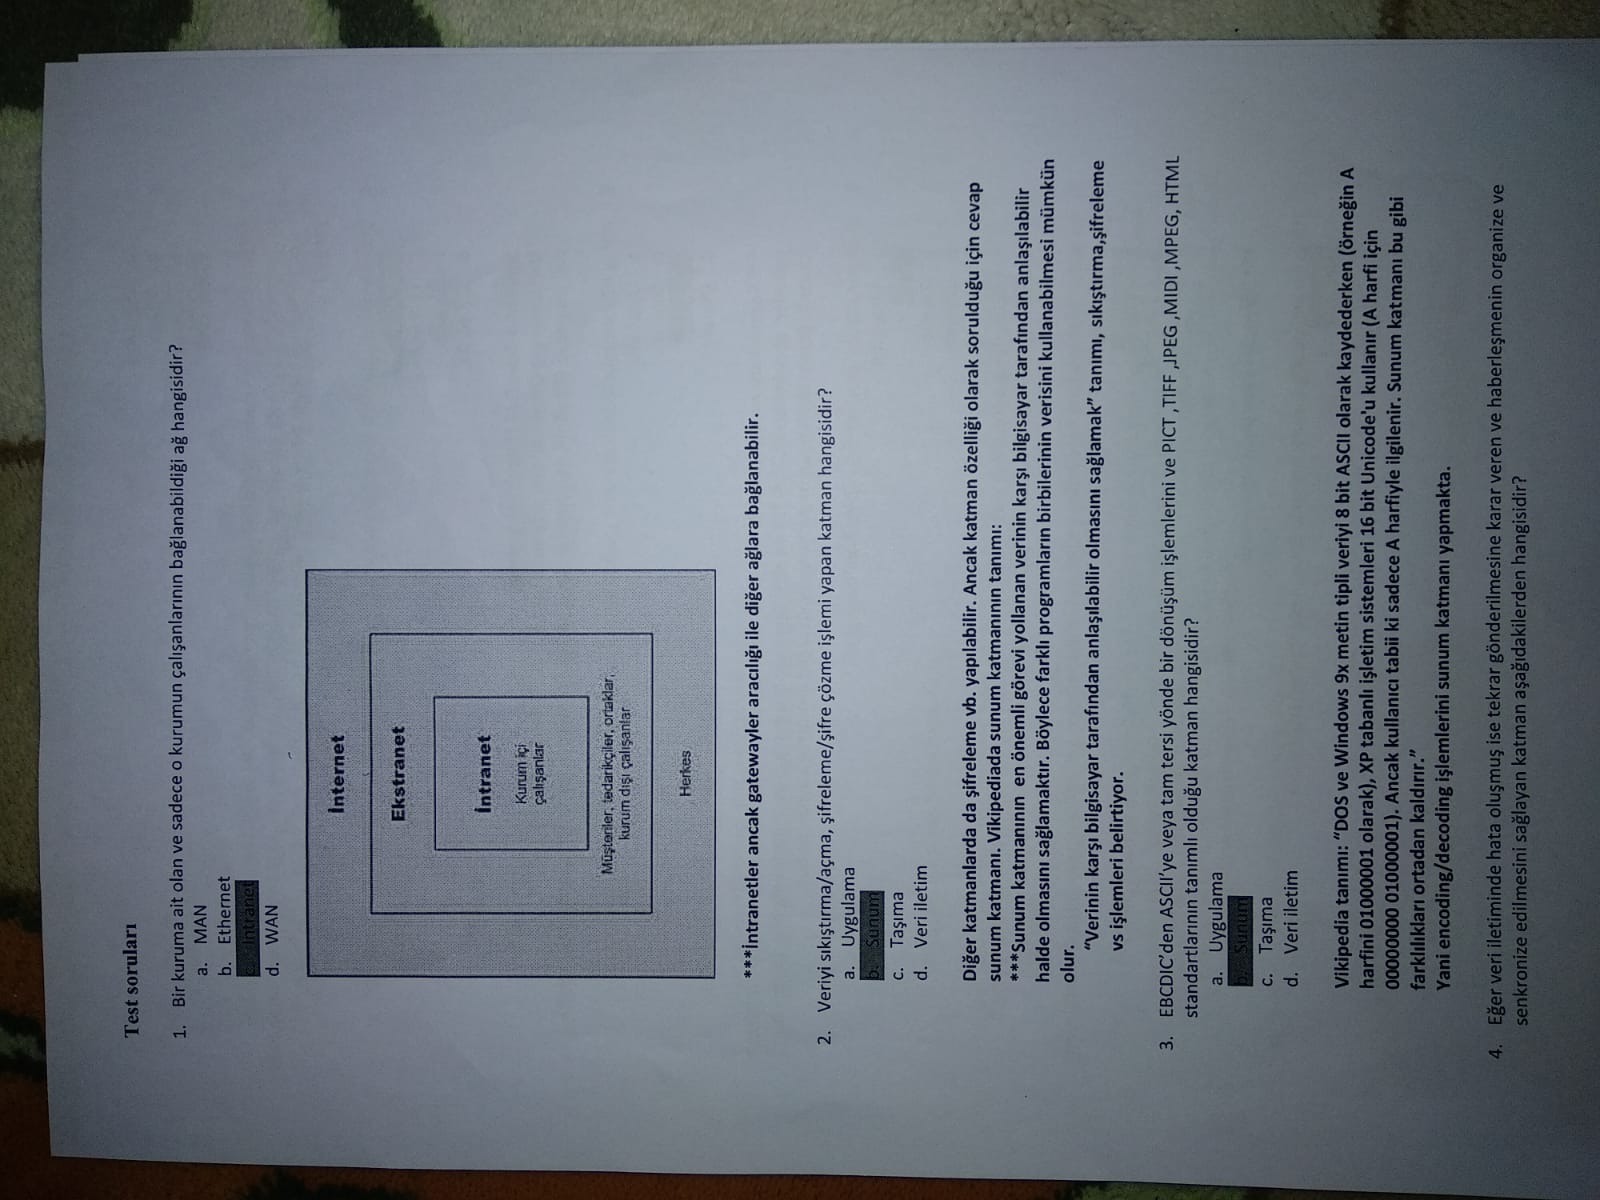 Test soruları
1. Bir kuruma ait olan ve sadece o kurumun çalışanlarının bağlanabildiği ağ hangisidir?
a. MAN
b. Ethernet
c. İntranet
d. WAN
İnternet
Ekstranet
İntranet
Kurum içi
çalışanlar
Müşteriler, tedarikçiler, ortaklar,
kurum dışı çalışanlar
Herkes
***İntranetler ancak gatewayler aracılığı ile diğer ağlara bağlanabilir.
2. Veriyi sıkıştırma/açma, şifreleme/şifre çözme işlemi yapan katman hangisidir?
a. Uygulama
b. Sunum
c. Taşıma
d. Veri iletim
Diğer katmanlarda da şifreleme vb. yapılabilir. Ancak katman özelliği olarak sorulduğu için cevap
sunum katmanı. Vikipediada sunum katmanının tanımı:
***Sunum katmanının en önemli görevi yollanan verinin karşı bilgisayar tarafından anlaşılabilir
halde olmasını sağlamaktır. Böylece farklı programların birbilerinin verisini kullanabilmesi mümkün
olur.
“Verinin karşı bilgisayar tarafından anlaşılabilir olmasını sağlamak” tanımı, sıkıştırma,şifreleme
vs işlemleri belirtiyor.
3. EBCDIC’den ASCII’ye veya tam tersi yönde bir dönüşüm işlemlerini ve PICT ,TIFF ,JPEG ,MIDI ,MPEG, HTML
standartlarının tanımlı olduğu katman hangisidir?
a. Uygulama
b. Sunum
c. Taşıma
d. Veri iletim
Vikipedia tanımı: “DOS ve Windows 9x metin tipli veriyi 8 bit ASCII olarak kaydederken (örneğin A
harfini 01000001 olarak), XP tabanlı işletim sistemleri 16 bit Unicode'u kullanır (A harfi için
00000000 01000001). Ancak kullanıcı tabii ki sadece A harfiyle ilgilenir. Sunum katmanı bu gibi
farklılıkları ortadan kaldırır.”
Yani encoding/decoding işlemlerini sunum katmanı yapmakta.
4. Eğer veri iletiminde hata oluşmuş ise tekrar gönderilmesine karar veren ve haberleşmenin organize ve
senkronize edilmesini sağlayan katman aşağıdakilerden hangisidir?